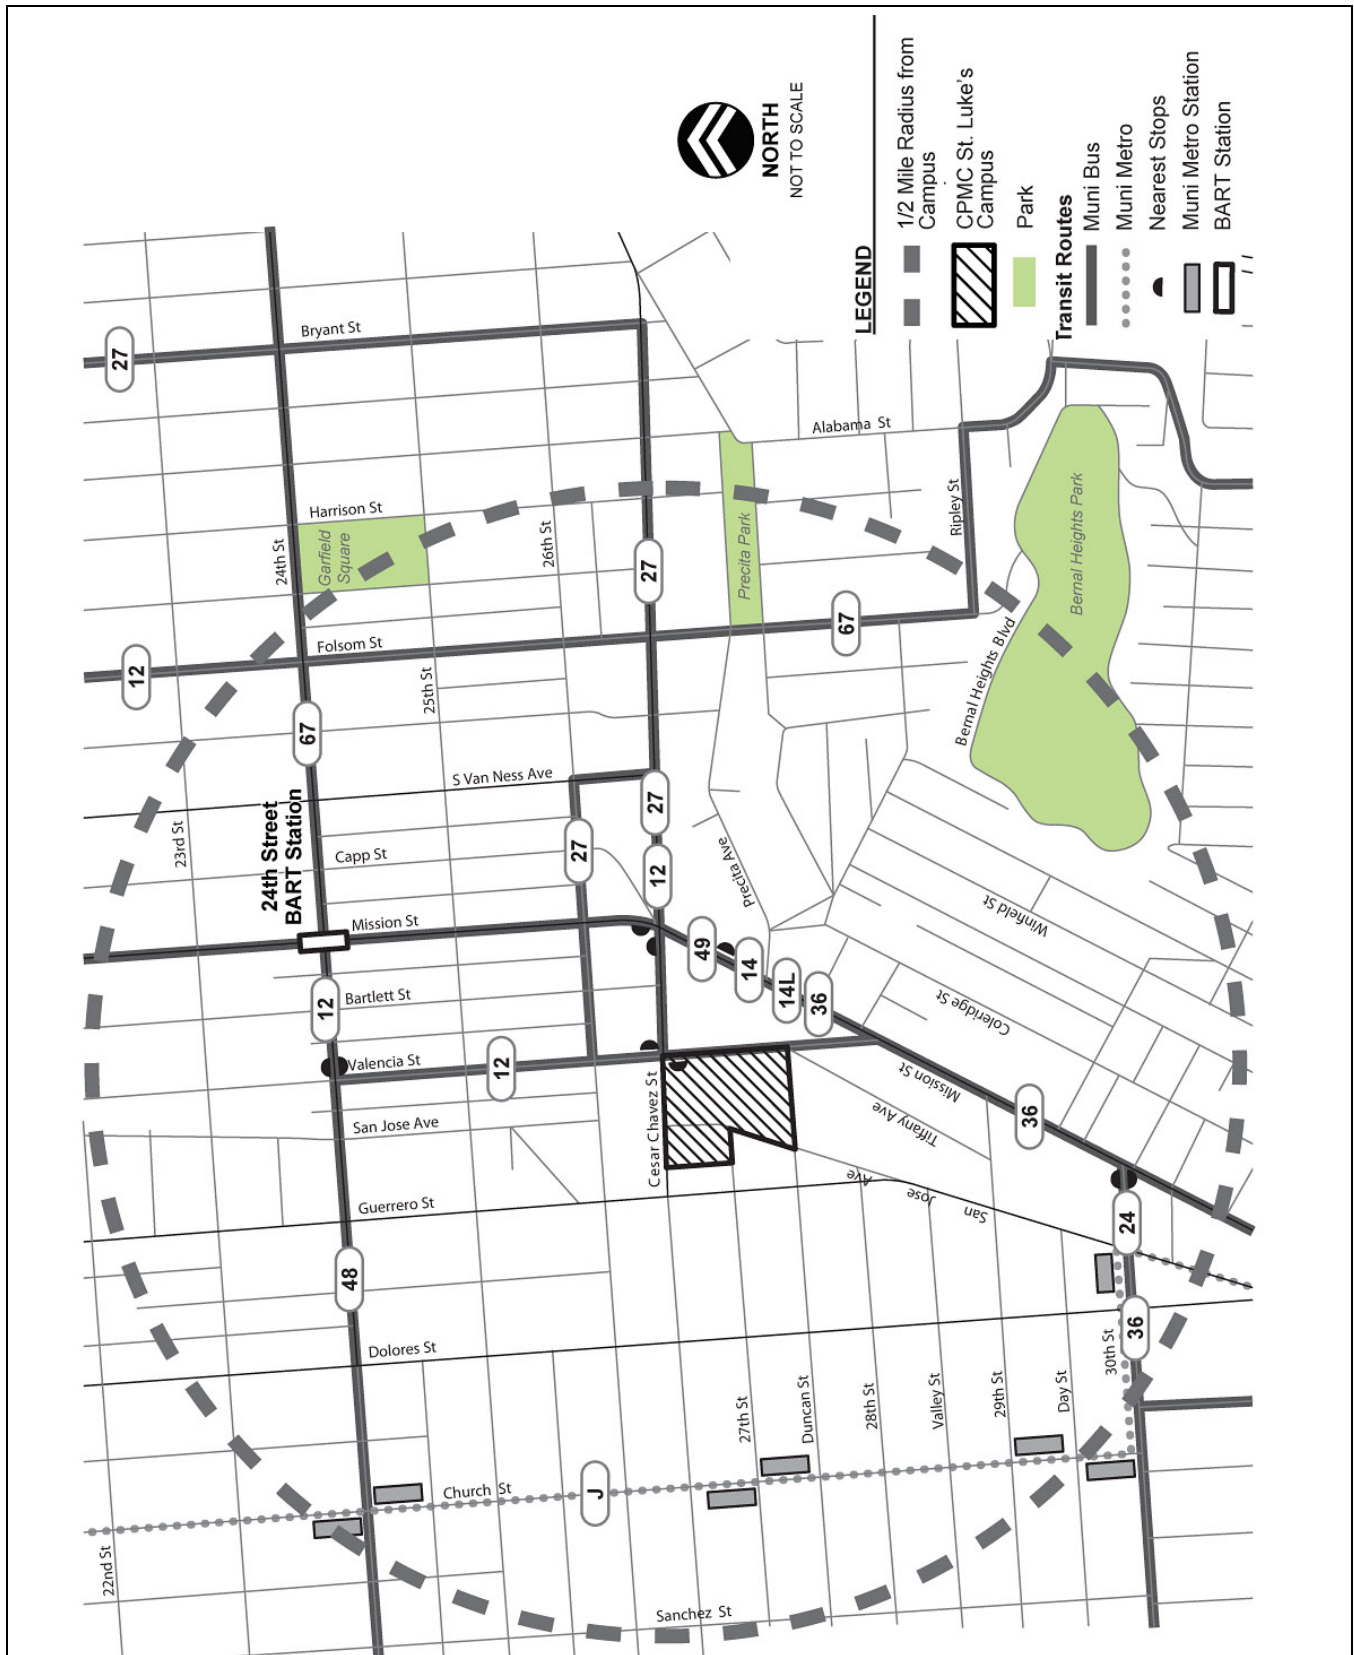 NORTH
NOT TO SCALE
LEGEND
1/2 Mile Radius from
Campus
CPMC St. Luke's
Campus
Park
Transit Routes
Muni Bus
Muni Metro
Nearest Stops
Muni Metro Station
BART Station
27
Bryant St
Alabama St
Harrison St
24th St
Garfield
Square
26th St
27
Precita Park
Ripley St
Bernal Heights Park
12
Folsom St
25th St
67
67
Bernal Heights Blvd
S Van Ness Ave
24th Street
BART Station
23rd St
Capp St
27
27
12
Precita Ave
Winfield St
Mission St
49
14
14L
36
12
Bartlett St
Coleridge St
Valencia St
12
Cesar Chavez St
Mission St
Tiffany Ave
36
San Jose Ave
San Jose Ave
Guerrero St
24
48
36
30th St
Dolores St
27th St
Duncan St
28th St
Valley St
29th St
Day St
Church St
J
22nd St
Sanchez St